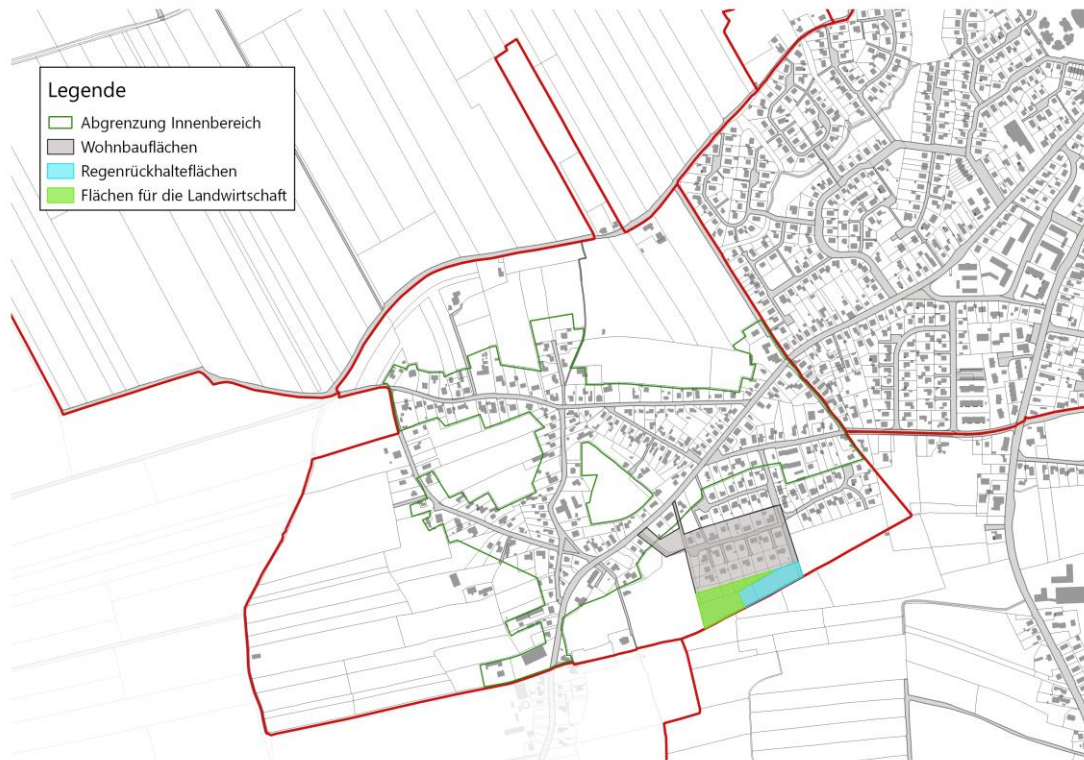 Legende
Abgrenzung Innenbereich
Wohnbauflächen
Regenrückhalteflächen
Flächen für die Landwirtschaft